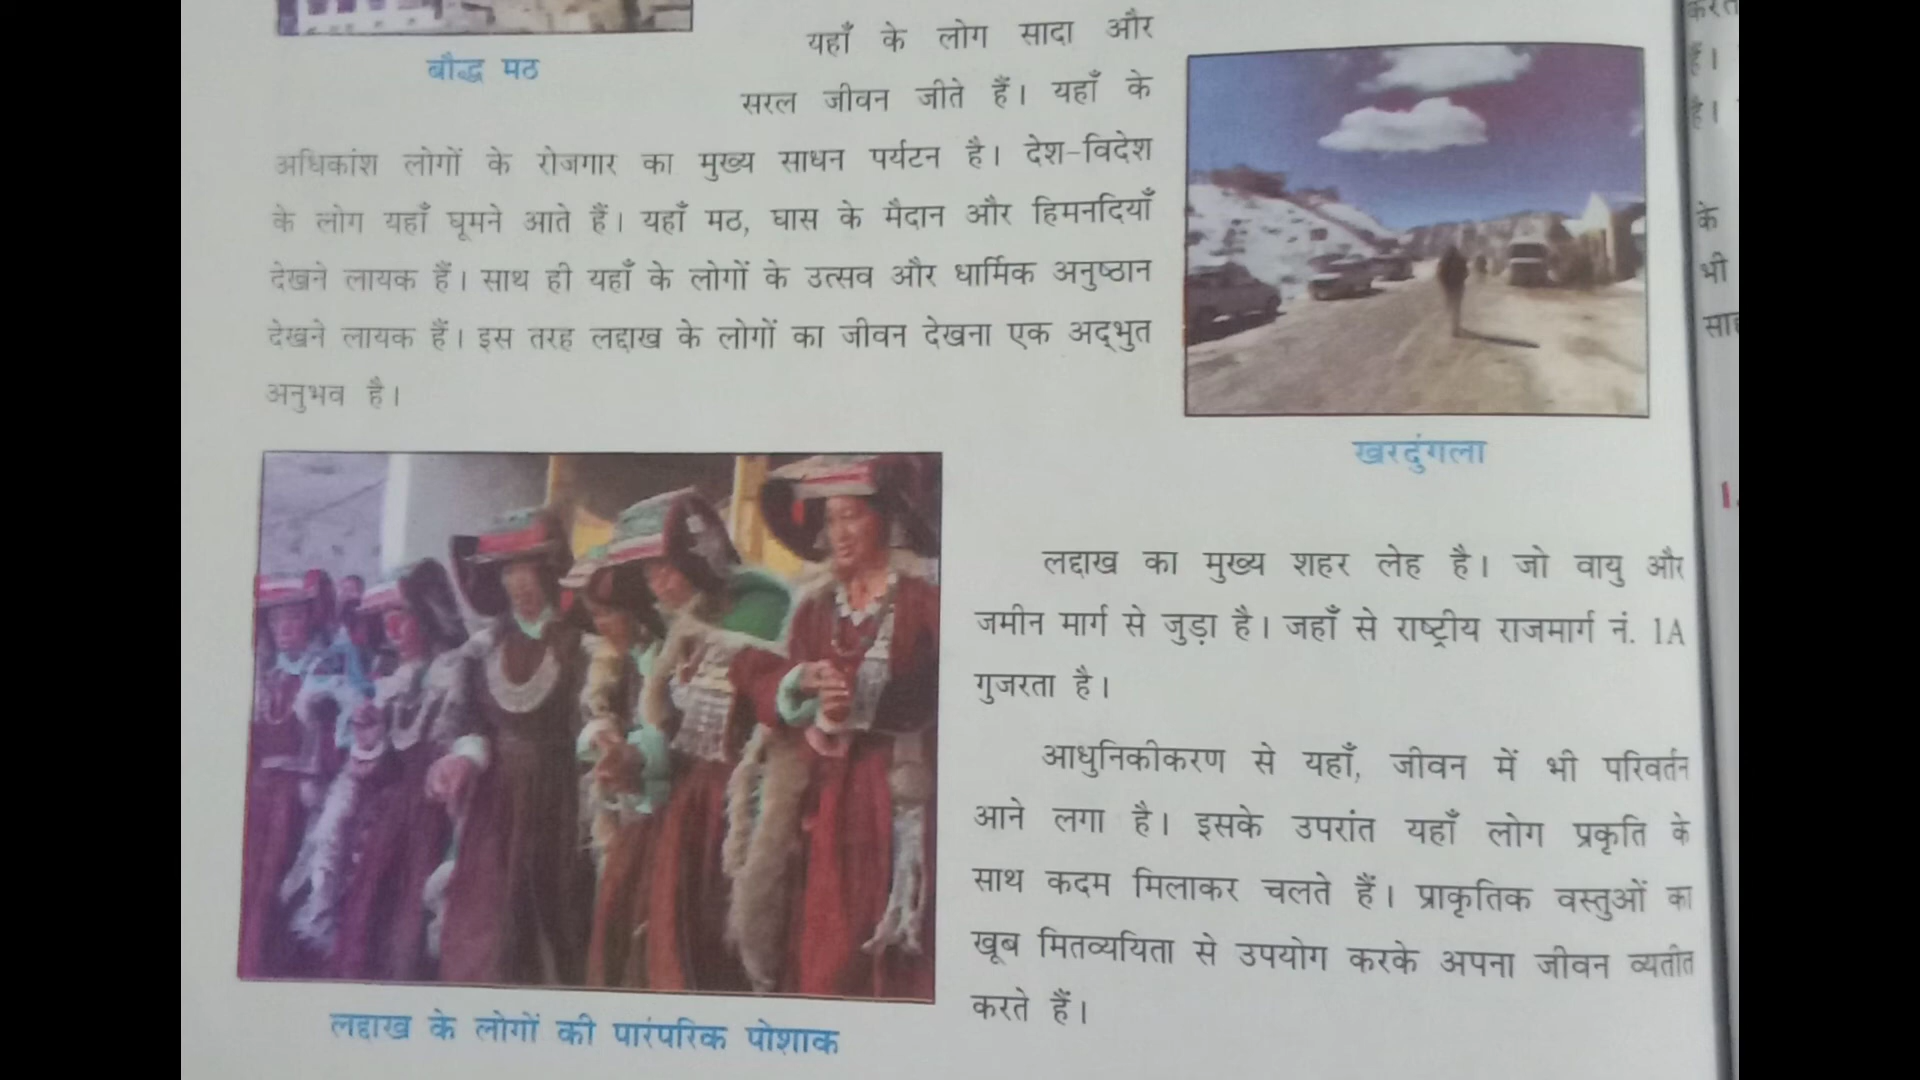 बौद्ध मठ
यहाँ के लोग सादा और
सरल जीवन जीते हैं। यहाँ के
अधिकांश लोगों के रोजगार का मुख्य साधन पर्यटन है। देश-विदेश
के लोग यहाँ घूमने आते हैं। यहाँ मठ, घास के मैदान और हिमनदियाँ
देखने लायक हैं। साथ ही यहाँ के लोगों के उत्सव और धार्मिक अनुष्ठान
देखने लायक हैं। इस तरह लद्दाख के लोगों का जीवन देखना एक अद्‌भुत
अनुभव है।
खरदुंगला
लद्दाख का मुख्य शहर लेह है। जो वायु और
जमीन मार्ग से जुड़ा है। जहाँ से राष्ट्रीय राजमार्ग नं. 1A
गुजरता है।
आधुनिकीकरण से यहाँ, जीवन में भी परिवर्तन
आने लगा है। इसके उपरांत यहाँ लोग प्रकृति के
साथ कदम मिलाकर चलते हैं। प्राकृतिक वस्तुओं का
खूब मितव्ययिता से उपयोग करके अपना जीवन व्यतीत
करते हैं।
लद्दाख के लोगों की पारंपरिक पोशाक
है।
है।
के
भी